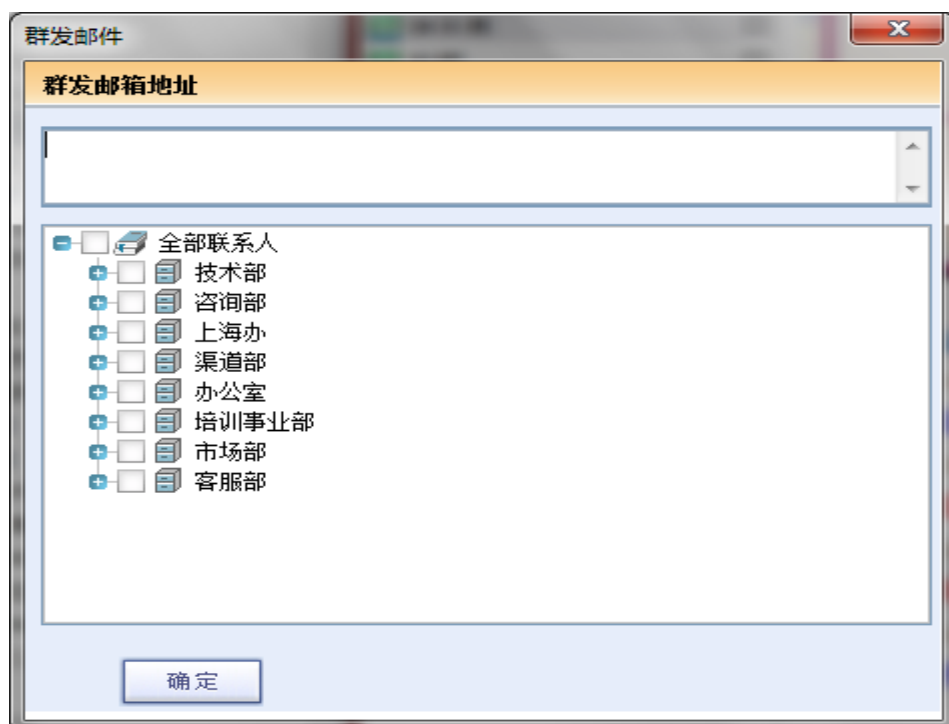 群发邮件
群发邮箱地址
全部联系人
技术部
咨询部
上海办
渠道部
办公室
培训事业部
市场部
客服部
确定